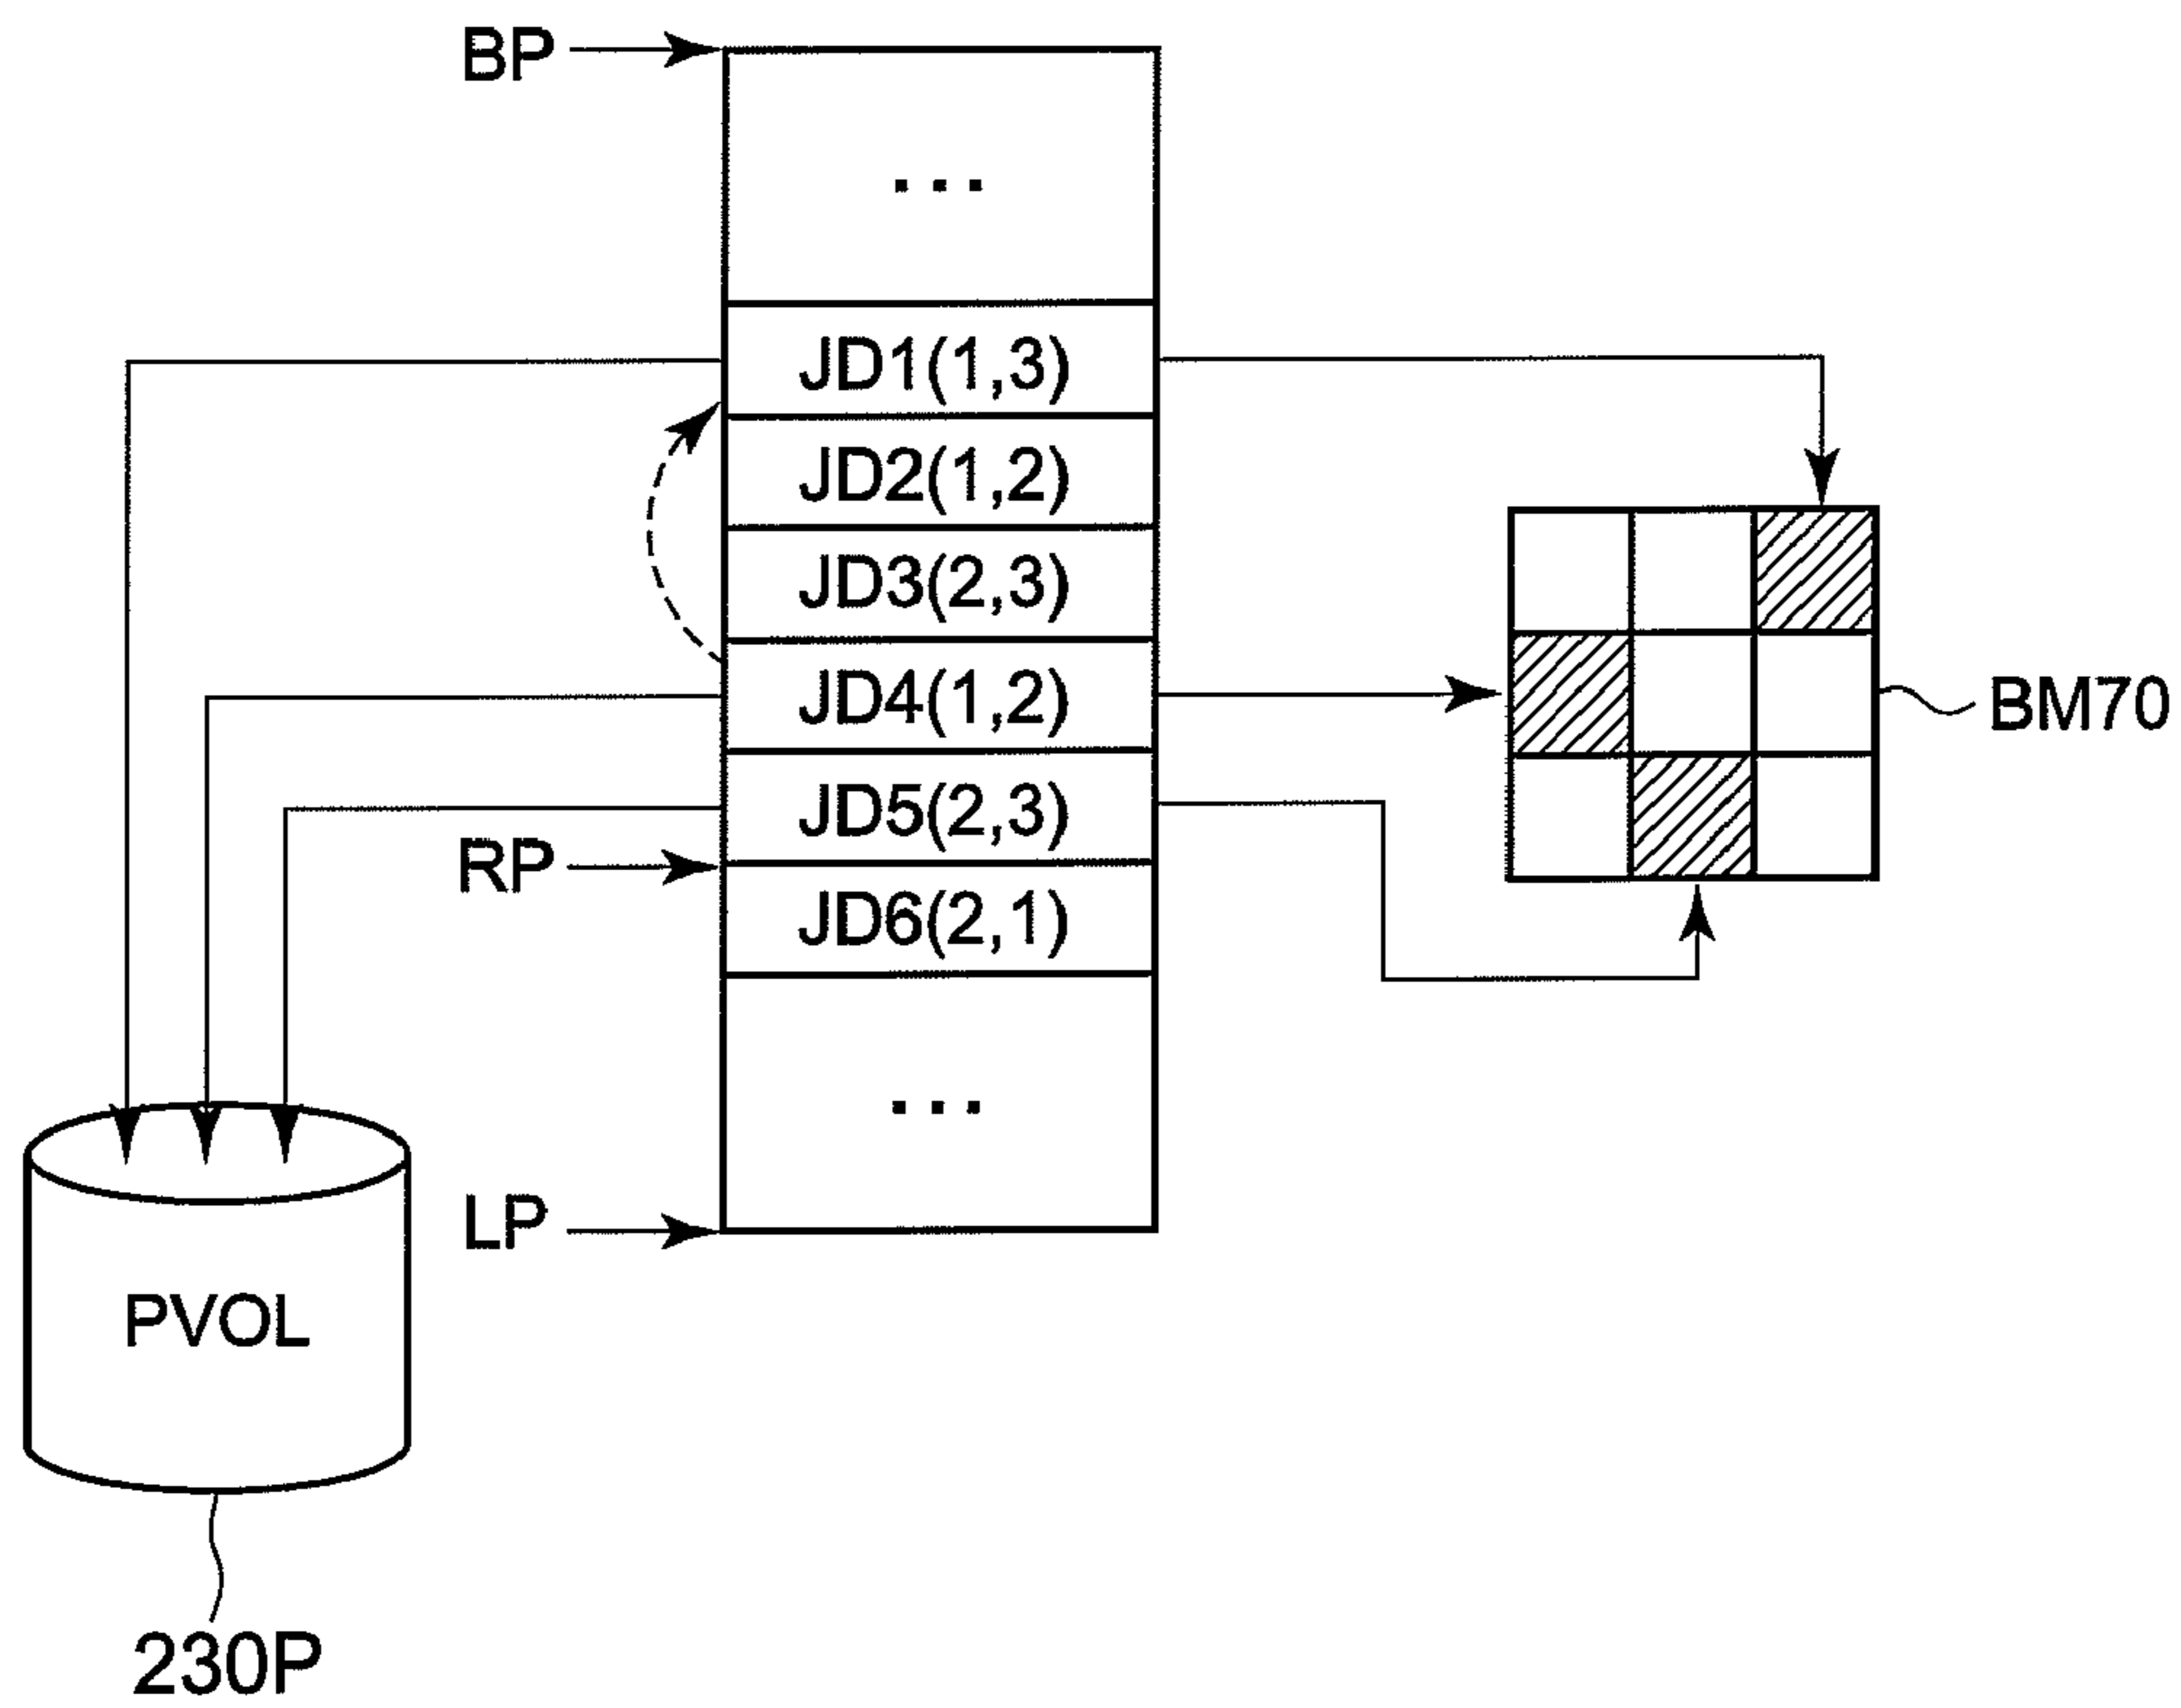 BP
...
JD1(1,3)
JD2(1,2)
JD3(2,3)
JD4(1,2)
BM70
JD5(2,3)
RP
JD6(2,1)
...
LP
PVOL
230P